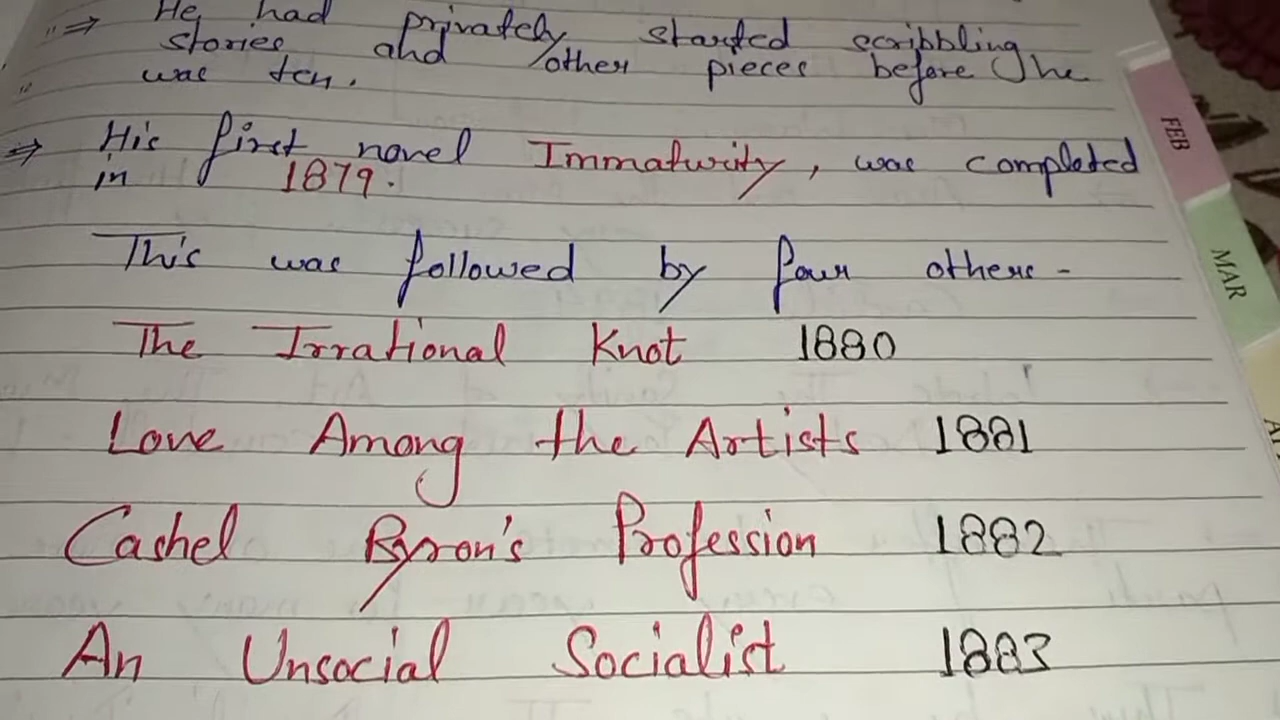 ⇒ He had privately started scribbling
stories and other pieces before he
was ten.
⇒ His first novel Immaturity, was completed
in 1879.
This was followed by four others -
The Irrational Knot 1880
Love Among the Artists 1881
Cashel Byron's Profession 1882
An Unsocial Socialist 1883
FEB
MAR